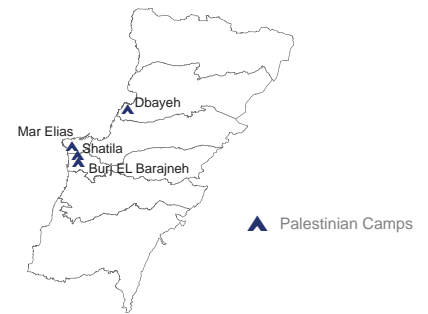 Dbayeh
Mar Elias
Shatila
Burj EL Barajneh
Palestinian Camps